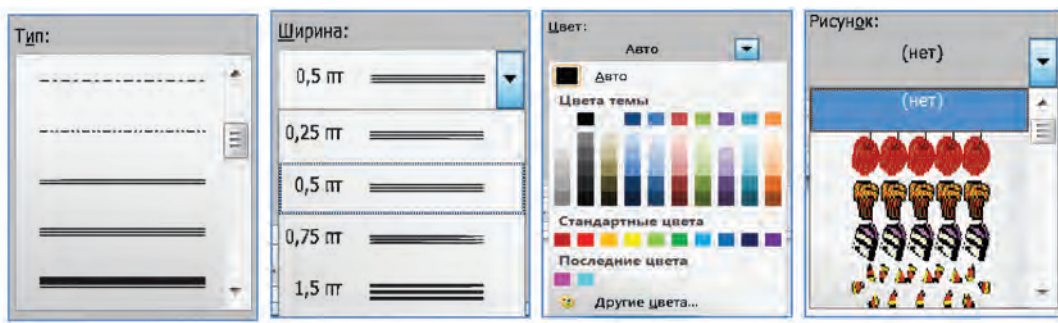 Тип:
Ширина:
0,5 пт
0,25 пт
0,5 пт
0,75 пт
1,5 пт
Цвет:
Авто
Авто
Цвета темы
Стандартные цвета
Последние цвета
Другие цвета...
Рисунок:
(нет)
(нет)